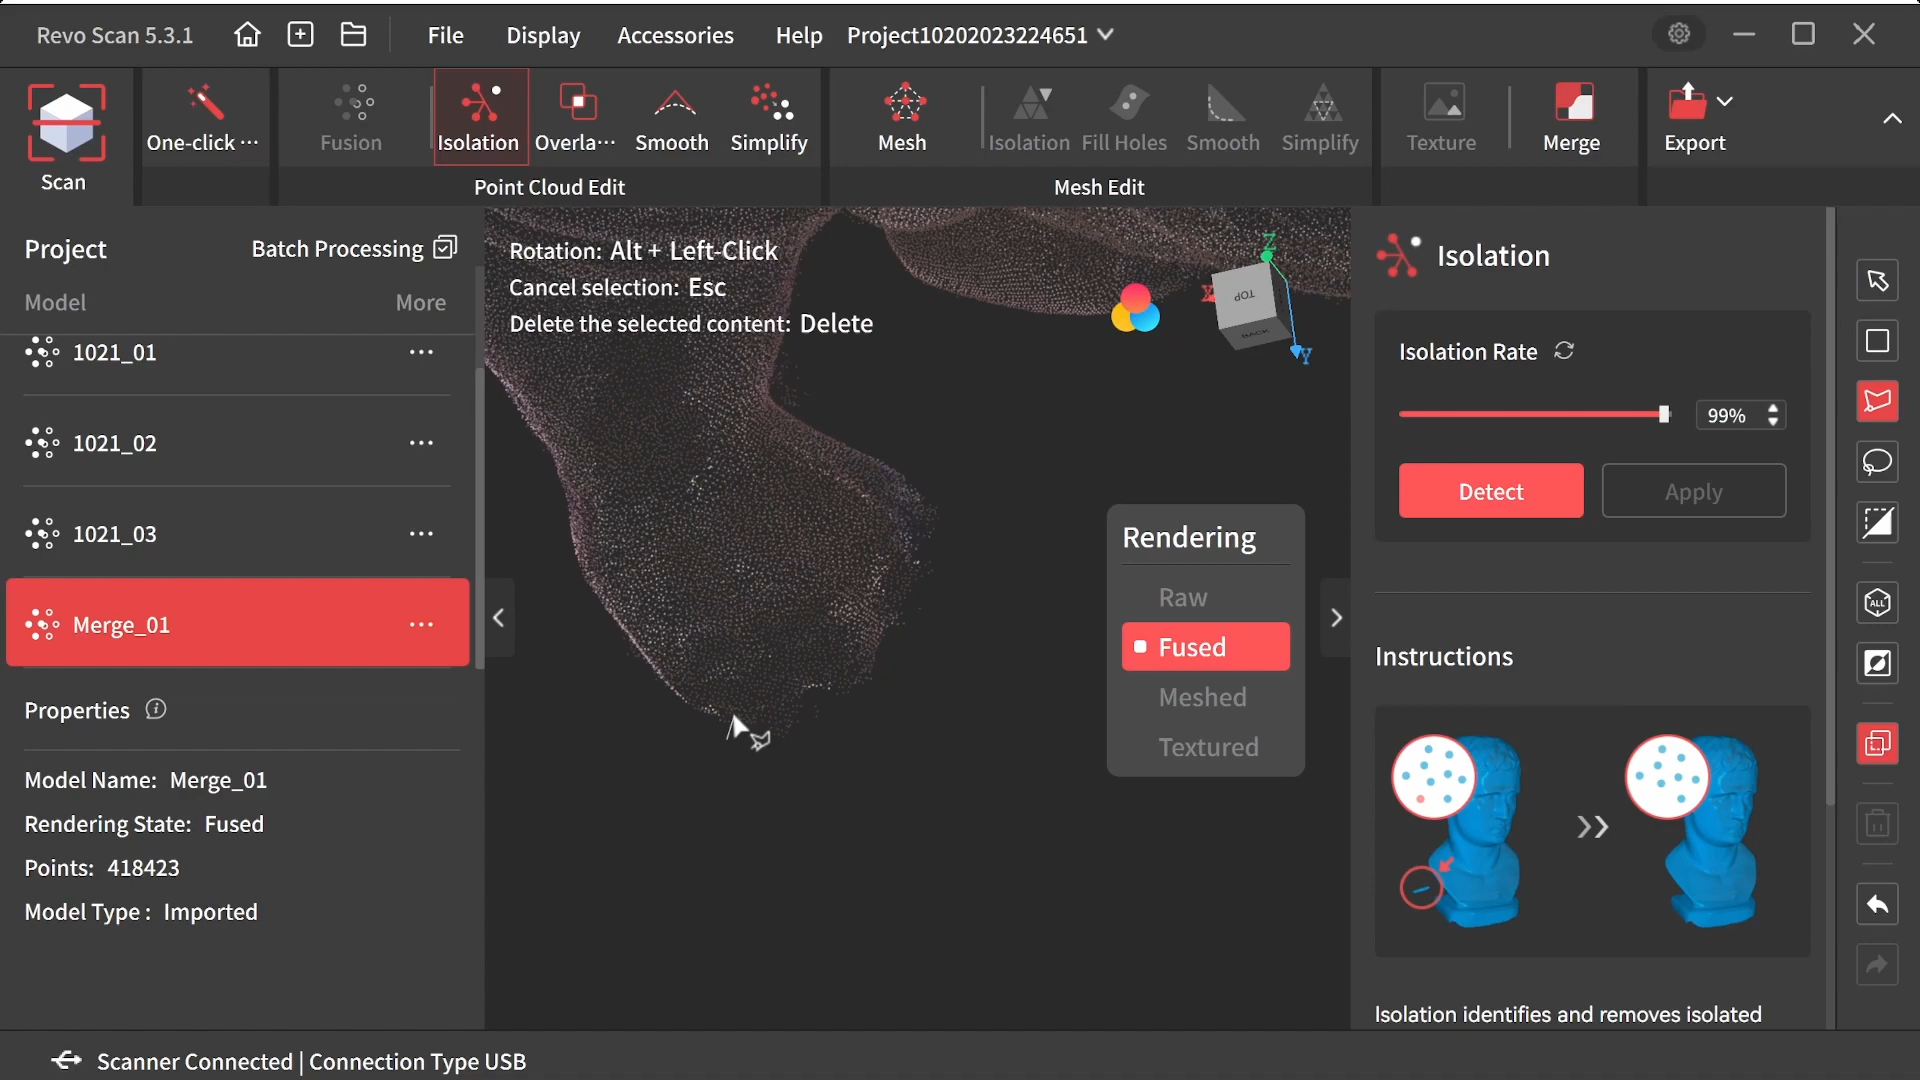 Revo Scan 5.3.1
File
Display
Accessories
Help
Project10202023224651
Scan
One-click ···
Fusion
Isolation
Overla···
Smooth
Simplify
Point Cloud Edit
Mesh
Isolation
Fill Holes
Smooth
Simplify
Mesh Edit
Texture
Merge
Export
Project
Batch Processing
Model
More
1021_01
1021_02
1021_03
Merge_01
Properties
Model Name: Merge_01
Rendering State: Fused
Points: 418423
Model Type : Imported
Rotation: Alt + Left-Click
Cancel selection: Esc
Delete the selected content: Delete
Z
X
TOP
BACK
Y
Rendering
Raw
Fused
Meshed
Textured
Isolation
Isolation Rate
99%
Detect
Apply
Instructions
Isolation identifies and removes isolated
ALL
Scanner Connected | Connection Type USB